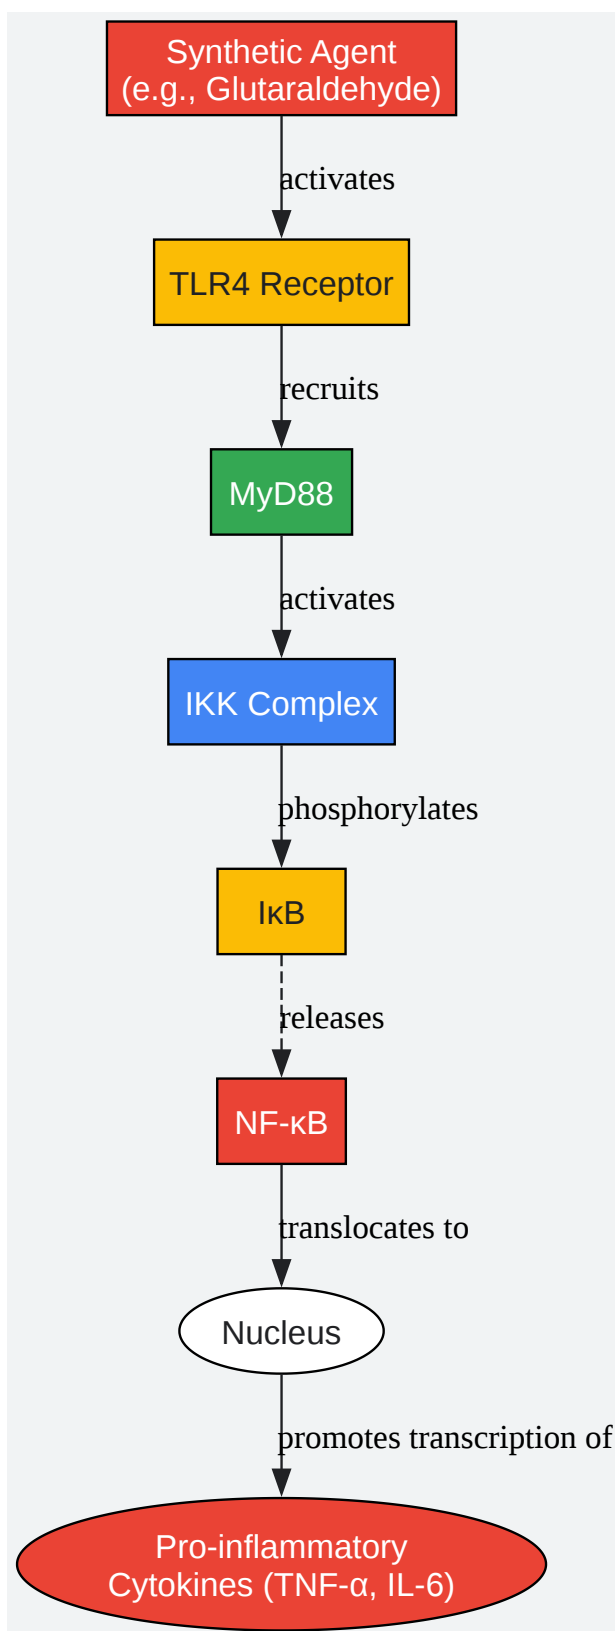 Synthetic Agent
(e.g., Glutaraldehyde)
activates
TLR4 Receptor
recruits
MyD88
activates
IKK Complex
phosphorylates
IκB
releases
NF-κB
translocates to
Nucleus
promotes transcription of
Pro-inflammatory
Cytokines (TNF-α, IL-6)